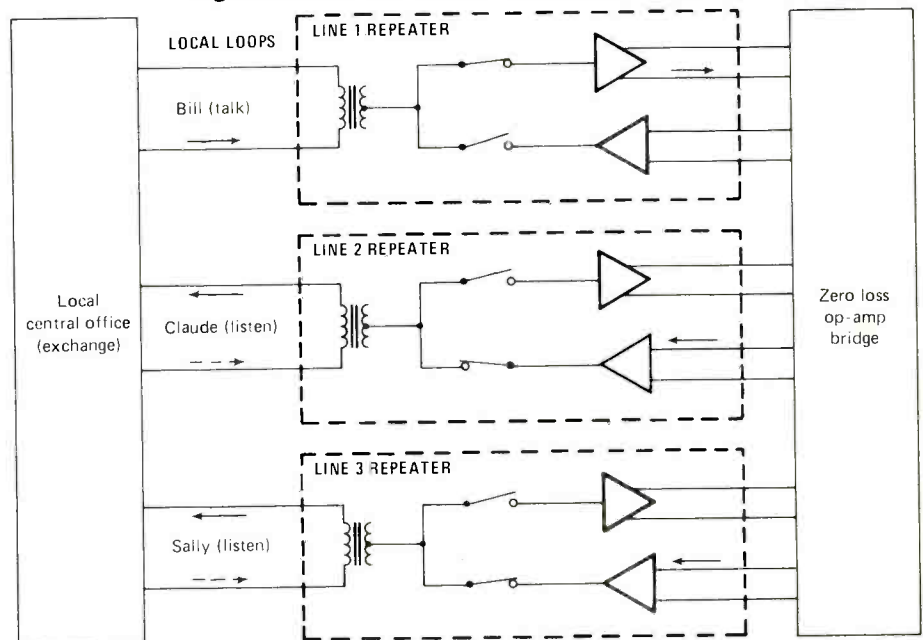 LOCAL LOOPS
LINE 1 REPEATER
Bill (talk)
LINE 2 REPEATER
Local
central office
(exchange)
Claude (listen)
Zero loss
op-amp
bridge
LINE 3 REPEATER
Sally (listen)